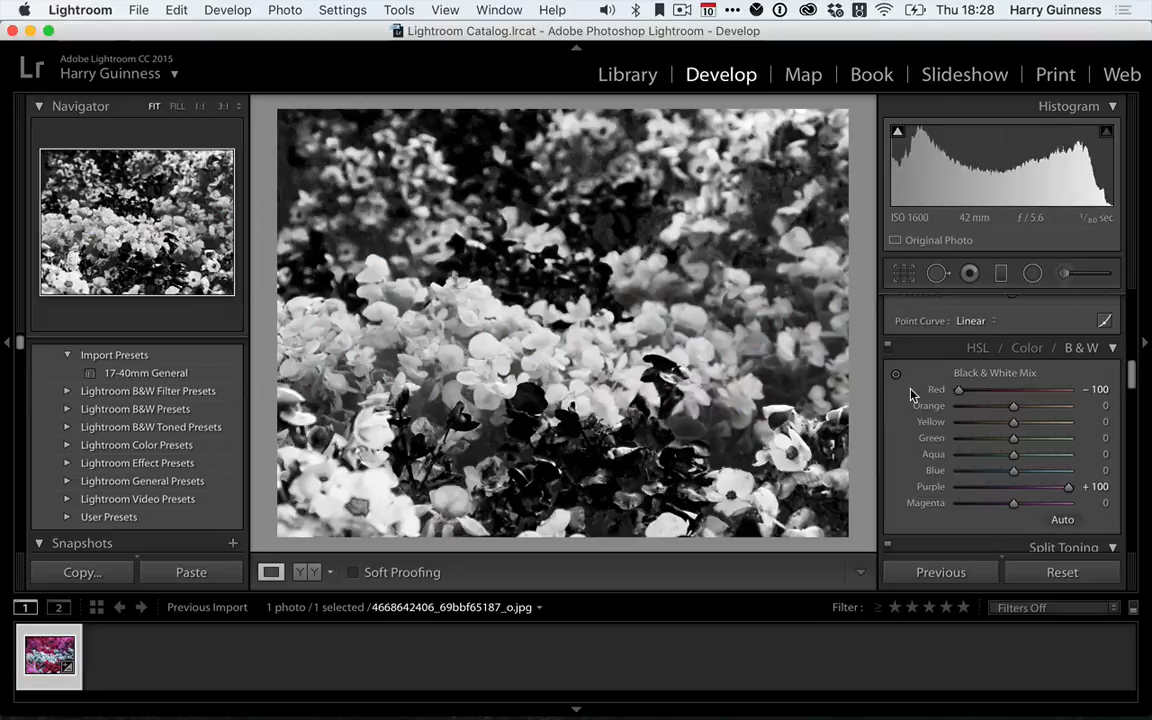 Lightroom File Edit Develop Photo Settings Tools View Window Help 10 Thu 18:28 Harry Guinness
Lightroom Catalog.lrcat - Adobe Photoshop Lightroom - Develop
Lr Adobe Lightroom CC 2015
Harry Guinness
Library | Develop | Map | Book | Slideshow | Print | Web
Navigator FIT FILL 1:1 3:1
Import Presets
17-40mm General
Lightroom B&W Filter Presets
Lightroom B&W Presets
Lightroom B&W Toned Presets
Lightroom Color Presets
Lightroom Effect Presets
Lightroom General Presets
Lightroom Video Presets
User Presets
Snapshots +
Copy... Paste
Soft Proofing
Histogram
ISO 1600 42 mm ƒ / 5.6 1/80 sec
Original Photo
Point Curve : Linear
HSL / Color / B & W
Black & White Mix
Red - 100
Orange 0
Yellow 0
Green 0
Aqua 0
Blue 0
Purple + 100
Magenta 0
Auto
Split Toning
Previous Reset
1 2 Previous Import 1 photo / 1 selected / 4668642406_69bbf65187_o.jpg Filter : ≥ Filters Off